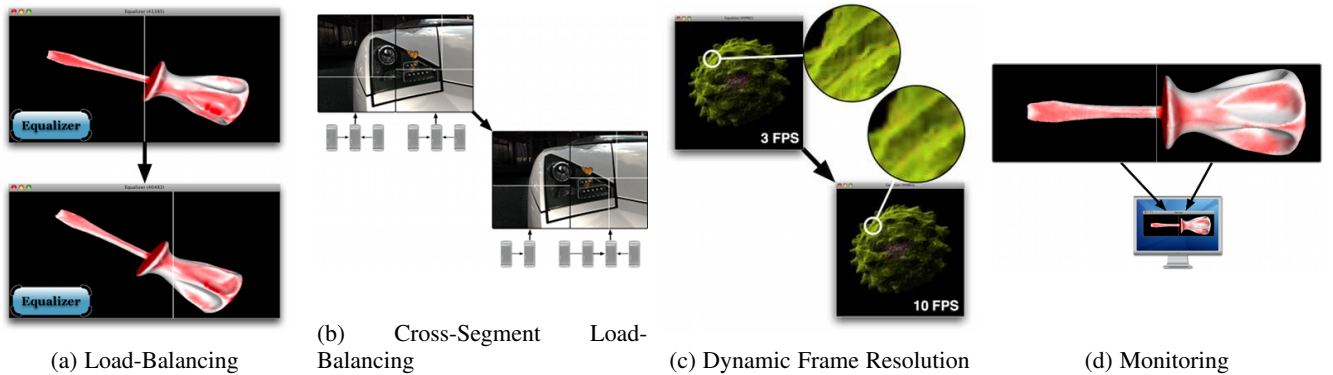 Equalizer
Equalizer
3 FPS
10 FPS
(a) Load-Balancing
(b) Cross-Segment Load-
Balancing
(c) Dynamic Frame Resolution
(d) Monitoring